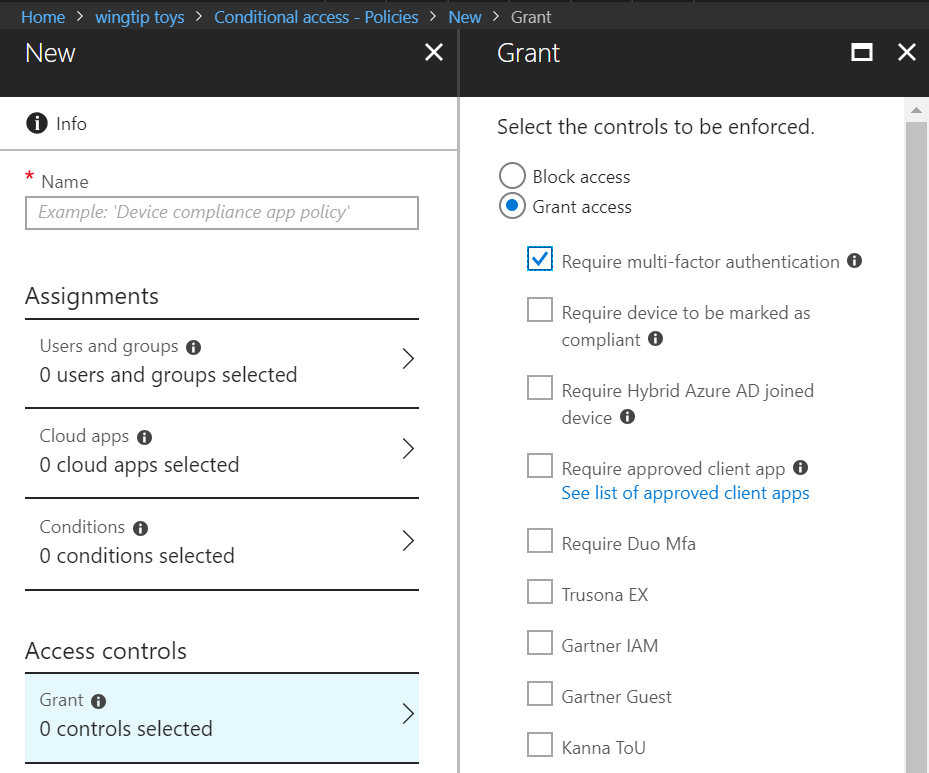 Home > wingtip toys > Conditional access - Policies > New > Grant
New
Info
* Name
Example: 'Device compliance app policy'
Assignments
Users and groups
0 users and groups selected
Cloud apps
0 cloud apps selected
Conditions
0 conditions selected
Access controls
Grant
0 controls selected
Grant
Select the controls to be enforced.
Block access
Grant access
Require multi-factor authentication
Require device to be marked as
compliant
Require Hybrid Azure AD joined
device
Require approved client app
See list of approved client apps
Require Duo Mfa
Trusona EX
Gartner IAM
Gartner Guest
Kanna ToU